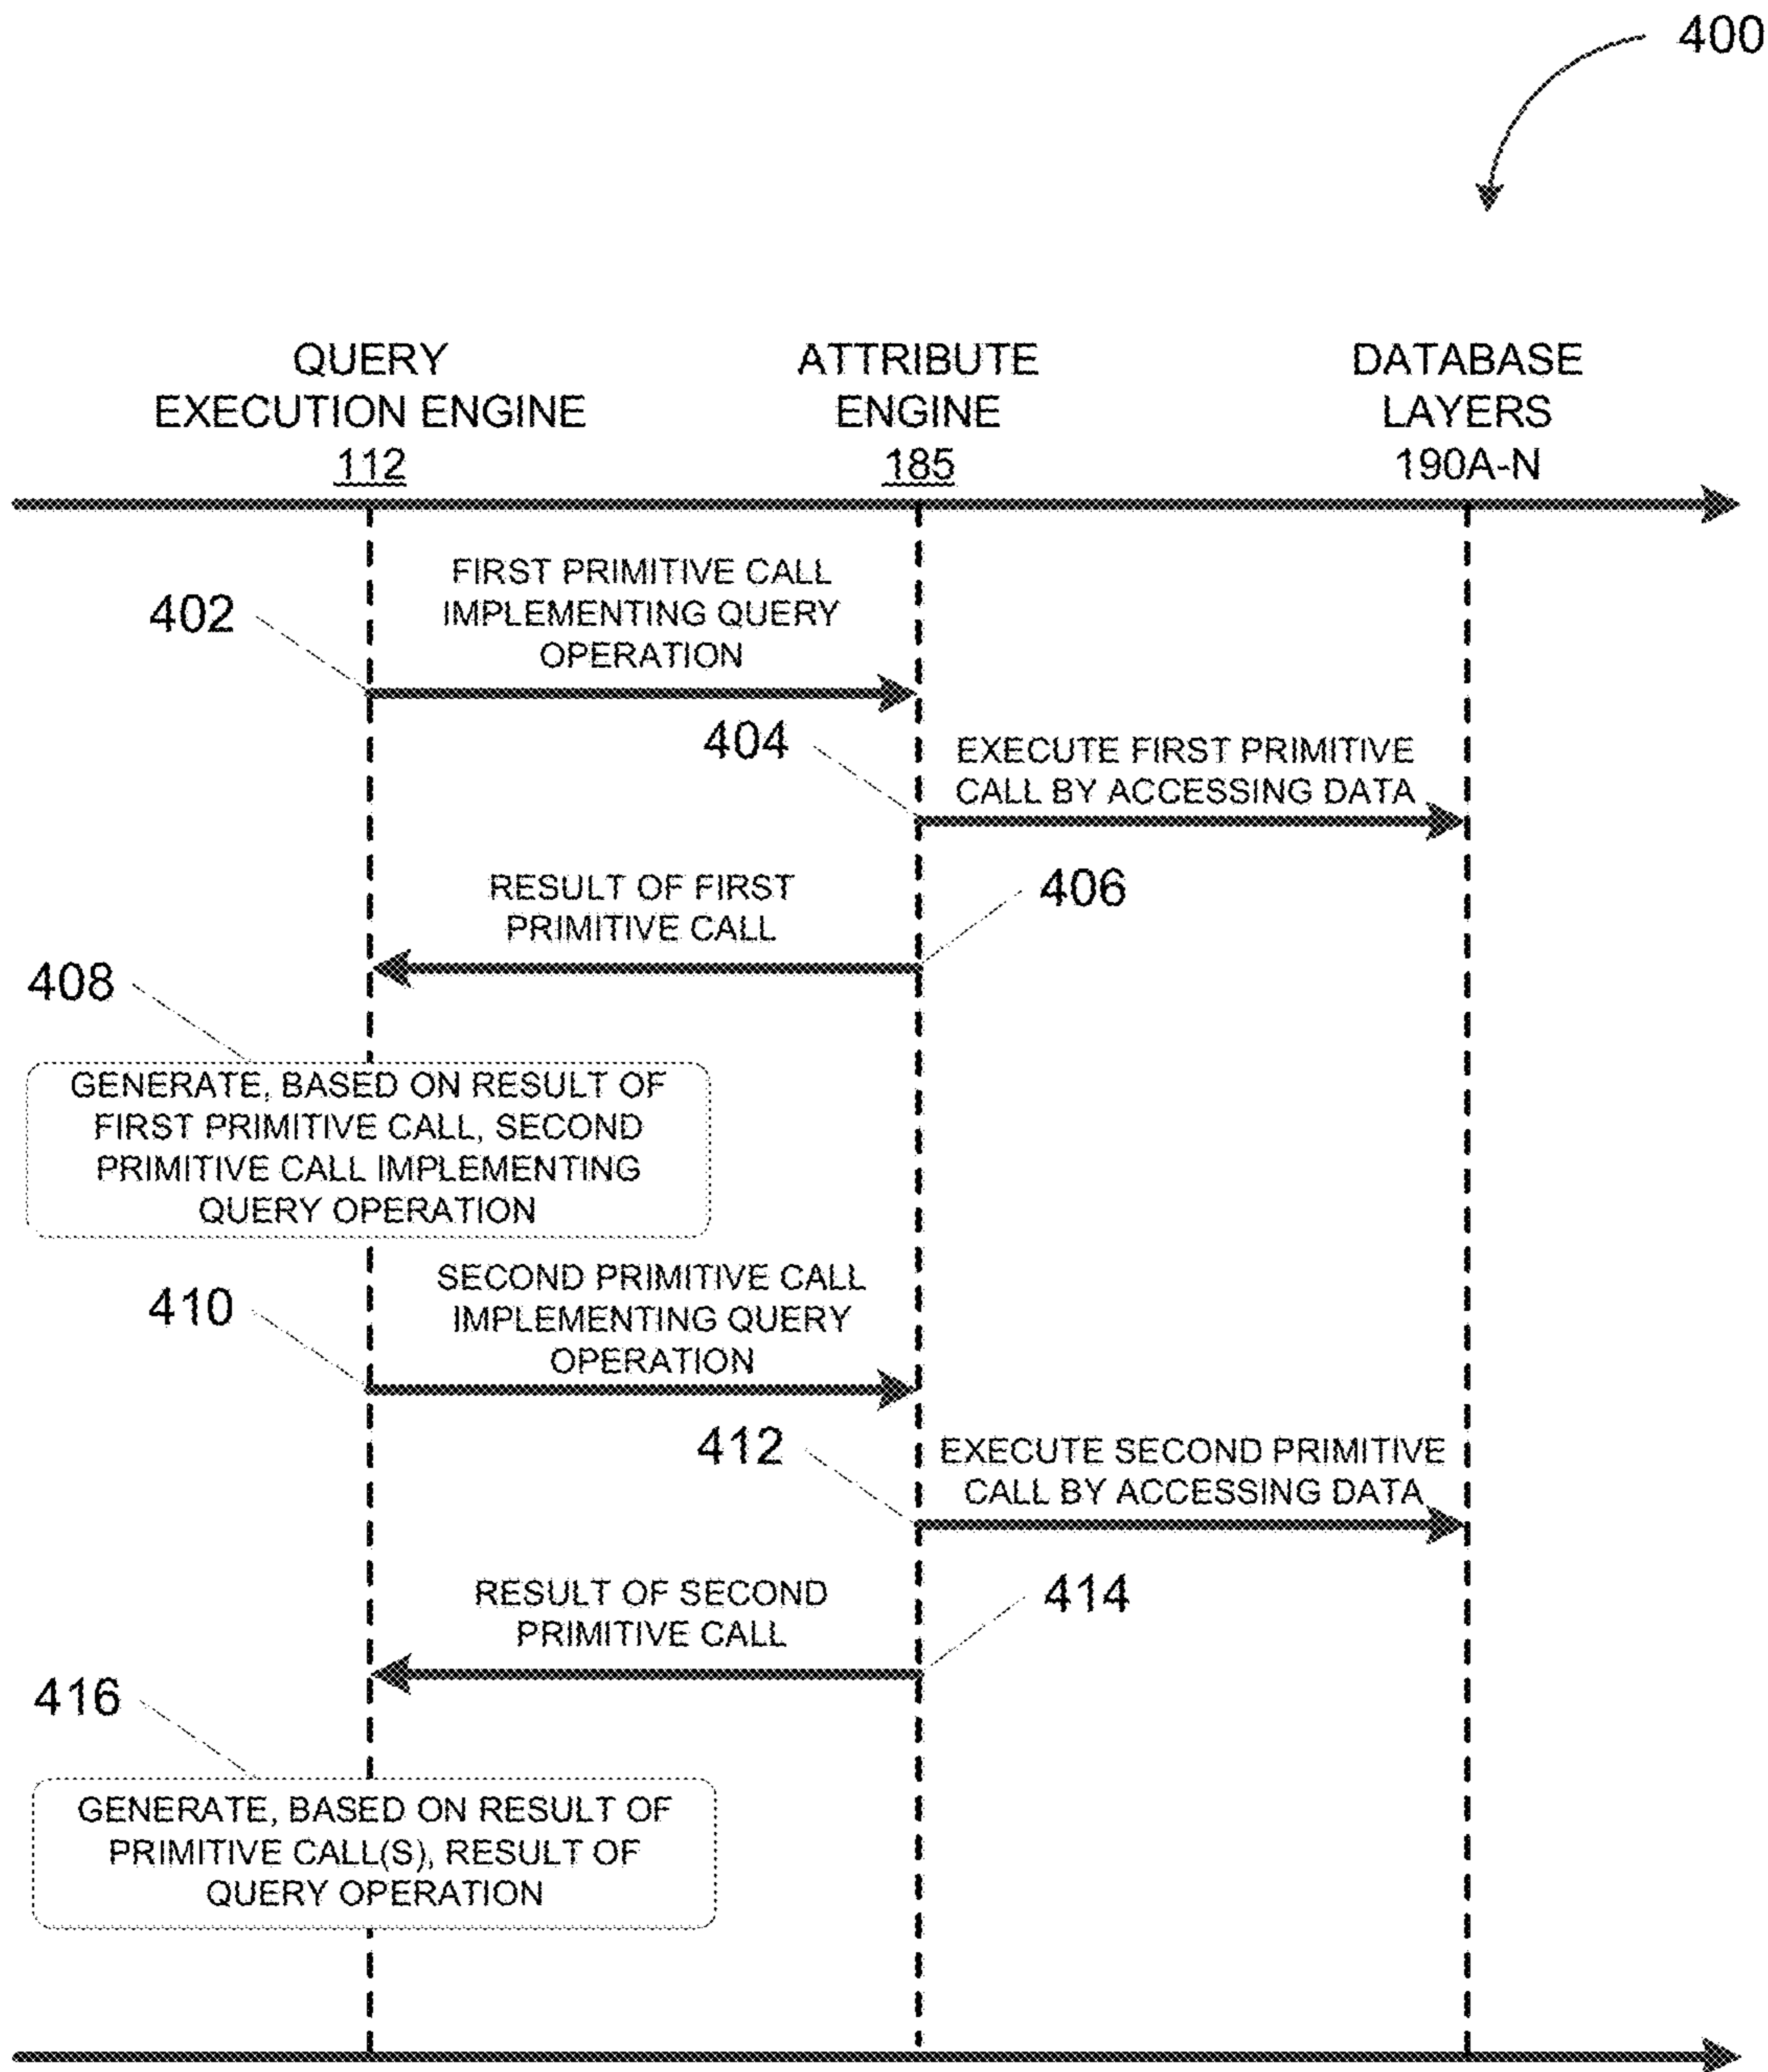 400
QUERY
EXECUTION ENGINE
112
ATTRIBUTE
ENGINE
185
DATABASE
LAYERS
190A-N
402
FIRST PRIMITIVE CALL
IMPLEMENTING QUERY
OPERATION
404
EXECUTE FIRST PRIMITIVE
CALL BY ACCESSING DATA
RESULT OF FIRST
PRIMITIVE CALL
406
408
GENERATE, BASED ON RESULT OF
FIRST PRIMITIVE CALL, SECOND
PRIMITIVE CALL IMPLEMENTING
QUERY OPERATION
410
SECOND PRIMITIVE CALL
IMPLEMENTING QUERY
OPERATION
412
EXECUTE SECOND PRIMITIVE
CALL BY ACCESSING DATA
RESULT OF SECOND
PRIMITIVE CALL
414
416
GENERATE, BASED ON RESULT OF
PRIMITIVE CALL(S), RESULT OF
QUERY OPERATION